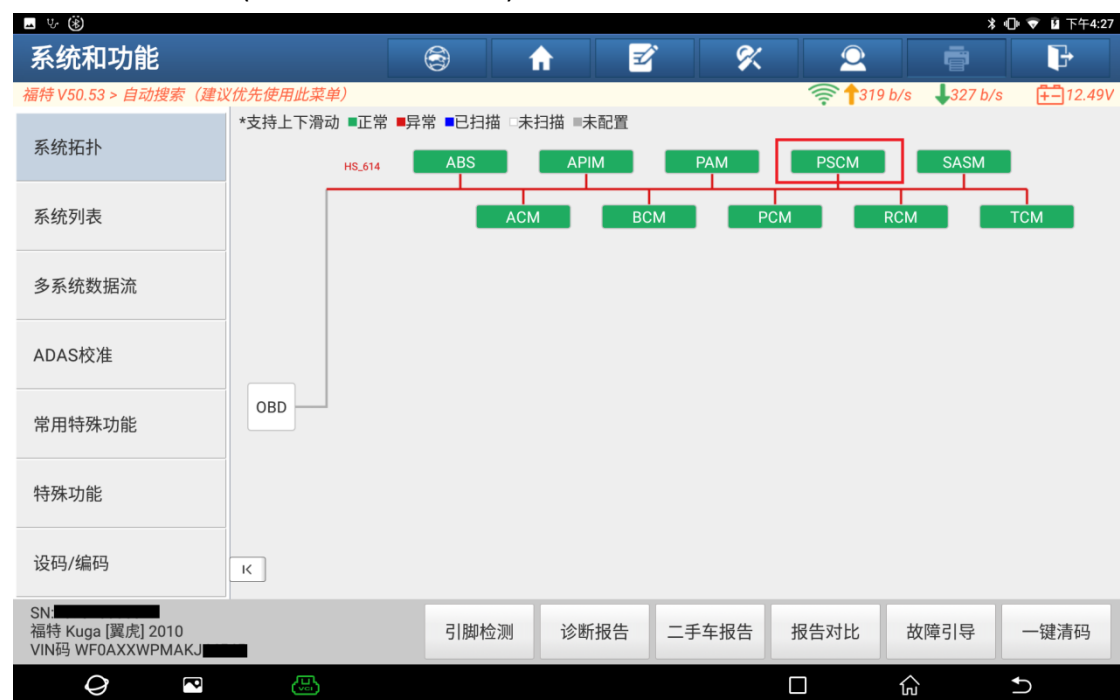 下午4:27
系统和功能
福特 V50.53 > 自动搜索（建议优先使用此菜单）
319 b/s 327 b/s 12.49V
*支持上下滑动 正常 异常 已扫描 未扫描 未配置
系统拓扑
系统列表
多系统数据流
ADAS校准
常用特殊功能
特殊功能
设码/编码
HS_614
ABS APIM PAM PSCM SASM
ACM BCM PCM RCM TCM
OBD
SN:
福特 Kuga [翼虎] 2010
VIN码 WF0AXXWPMAKJ
引脚检测 诊断报告 二手车报告 报告对比 故障引导 一键清码
VCI